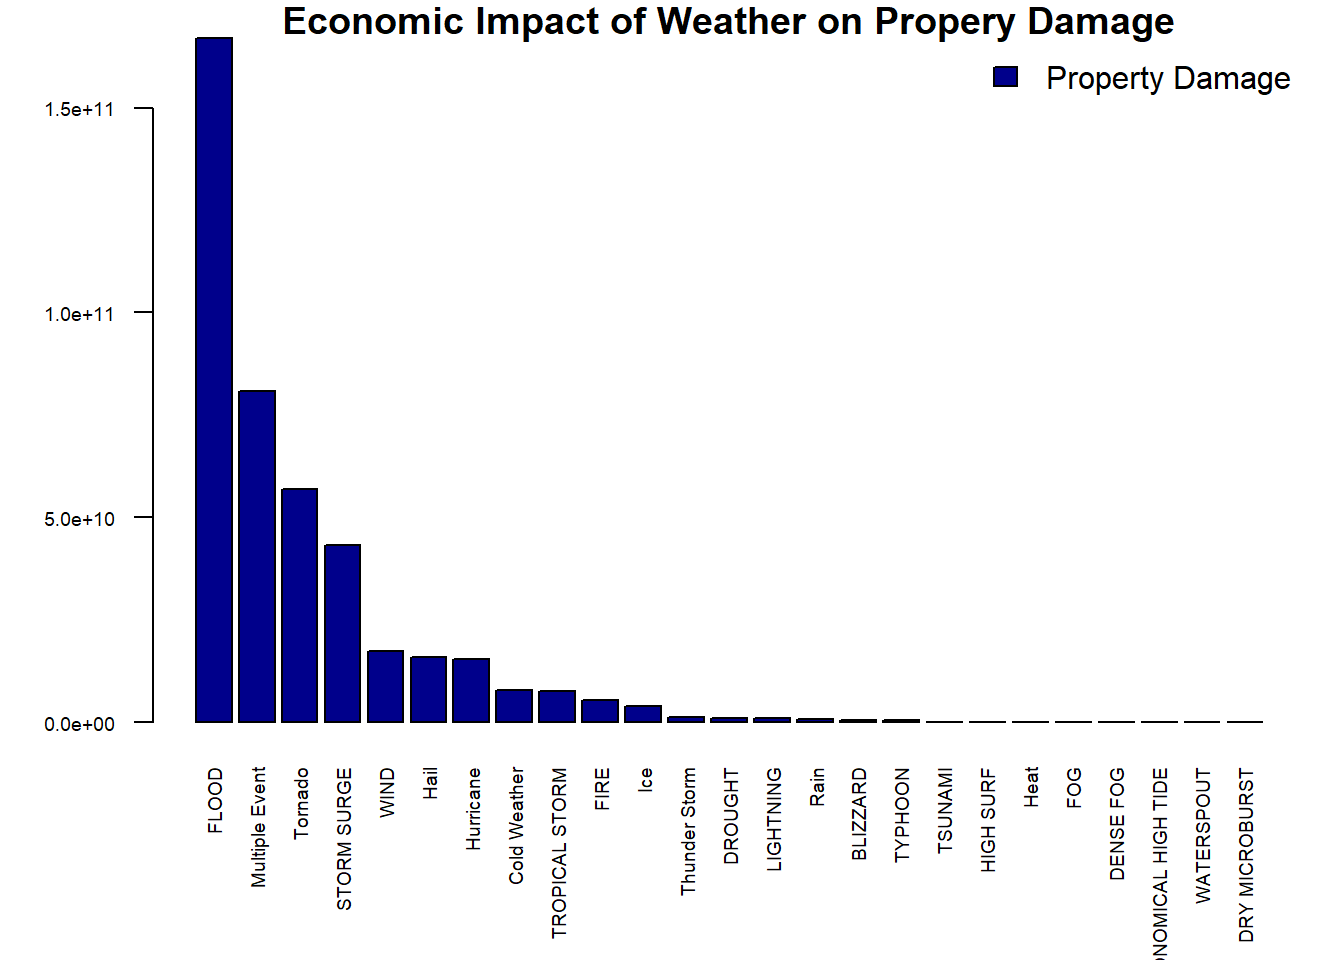 Economic Impact of Weather on Propery Damage
Property Damage
1.5e+11
1.0e+11
5.0e+10
0.0e+00
FLOOD
Multiple Event
Tornado
STORM SURGE
WIND
Hail
Hurricane
Cold Weather
TROPICAL STORM
FIRE
Ice
Thunder Storm
DROUGHT
LIGHTNING
Rain
BLIZZARD
TYPHOON
TSUNAMI
HIGH SURF
Heat
FOG
DENSE FOG
HIGH TIDE
WATERSPOUT
DRY MICROBURST